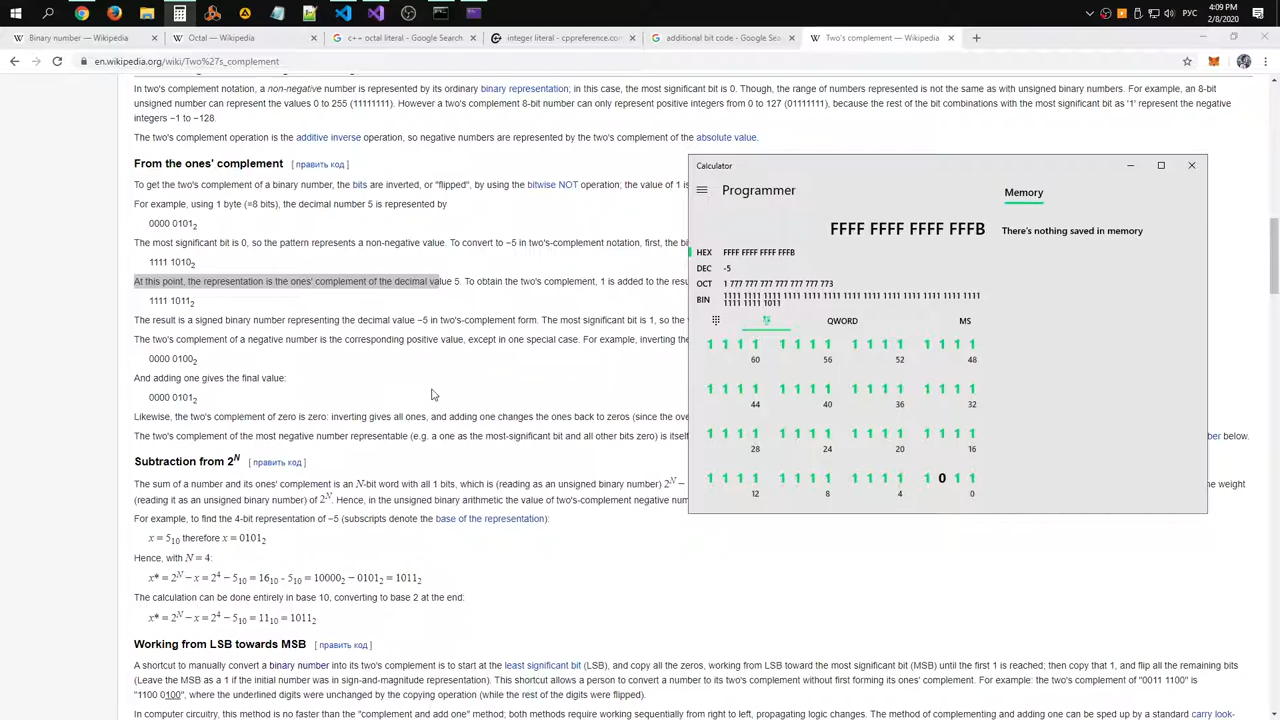 РУС
4:09 PM
2/8/2020
Binary number — Wikipedia
Octal — Wikipedia
c++ octal literal - Google Search
integer literal - cppreference.com
additional bit code - Google Sea
Two's complement — Wikipedia
en.wikipedia.org/wiki/Two%27s_complement
In two's complement notation, a non-negative number is represented by its ordinary binary representation; in this case, the most significant bit is 0. Though, the range of numbers represented is not the same as with unsigned binary numbers. For example, an 8-bit
unsigned number can represent the values 0 to 255 (11111111). However a two's complement 8-bit number can only represent positive integers from 0 to 127 (01111111), because the rest of the bit combinations with the most significant bit as '1' represent the negative
integers −1 to −128.
The two's complement operation is the additive inverse operation, so negative numbers are represented by the two's complement of the absolute value.
From the ones' complement [ править код ]
To get the two's complement of a binary number, the bits are inverted, or "flipped", by using the bitwise NOT operation; the value of 1 is
For example, using 1 byte (=8 bits), the decimal number 5 is represented by
0000 0101₂
The most significant bit is 0, so the pattern represents a non-negative value. To convert to −5 in two's-complement notation, first, the bi
1111 1010₂
At this point, the representation is the ones' complement of the decimal value 5. To obtain the two's complement, 1 is added to the resu
1111 1011₂
The result is a signed binary number representing the decimal value −5 in two's-complement form. The most significant bit is 1, so the
The two's complement of a negative number is the corresponding positive value, except in one special case. For example, inverting the
0000 0100₂
And adding one gives the final value:
0000 0101₂
Likewise, the two's complement of zero is zero: inverting gives all ones, and adding one changes the ones back to zeros (since the ove
The two's complement of the most negative number representable (e.g. a one as the most-significant bit and all other bits zero) is itself
ber below.
Subtraction from 2ᴺ [ править код ]
The sum of a number and its ones' complement is an N-bit word with all 1 bits, which is (reading as an unsigned binary number) 2ᴺ −
the weight
(reading it as an unsigned binary number) of 2ᴺ. Hence, in the unsigned binary arithmetic the value of two's-complement negative num
For example, to find the 4-bit representation of −5 (subscripts denote the base of the representation):
x = 5₁₀ therefore x = 0101₂
Hence, with N = 4:
x* = 2ᴺ − x = 2⁴ − 5₁₀ = 16₁₀ - 5₁₀ = 10000₂ − 0101₂ = 1011₂
The calculation can be done entirely in base 10, converting to base 2 at the end:
x* = 2ᴺ − x = 2⁴ − 5₁₀ = 11₁₀ = 1011₂
Working from LSB towards MSB [ править код ]
A shortcut to manually convert a binary number into its two's complement is to start at the least significant bit (LSB), and copy all the zeros, working from LSB toward the most significant bit (MSB) until the first 1 is reached; then copy that 1, and flip all the remaining bits
(Leave the MSB as a 1 if the initial number was in sign-and-magnitude representation). This shortcut allows a person to convert a number to its two's complement without first forming its ones' complement. For example: the two's complement of "0011 1100" is
"1100 0100", where the underlined digits were unchanged by the copying operation (while the rest of the digits were flipped).
In computer circuitry, this method is no faster than the "complement and add one" method; both methods require working sequentially from right to left, propagating logic changes. The method of complementing and adding one can be sped up by a standard carry look-
Calculator
Programmer
Memory
FFFF FFFF FFFF FFFB
There's nothing saved in memory
HEX FFFF FFFF FFFF FFFB
DEC -5
OCT 1 777 777 777 777 777 777 773
BIN 1111 1111 1111 1111 1111 1111 1111 1111 1111 1111 1111 1111 1111
1111 1111 1011
QWORD
MS
1 1 1 1 1 1 1 1 1 1 1 1 1 1 1 1
60 56 52 48
1 1 1 1 1 1 1 1 1 1 1 1 1 1 1 1
44 40 36 32
1 1 1 1 1 1 1 1 1 1 1 1 1 1 1 1
28 24 20 16
1 1 1 1 1 1 1 1 1 1 1 1 1 0 1 1
12 8 4 0